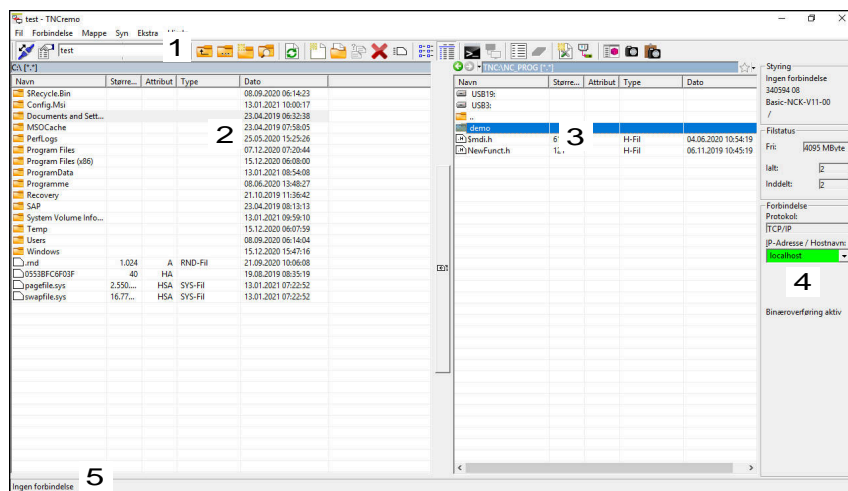 test - TNCremo
Fil Forbindelse Mappe Syn Ekstra
test
1
C:\ [*.*]
TNC:\NC_PROG [*.*]
Navn Større... Attribut Type Dato
$Recycle.Bin 08.09.2020 06:14:23
Config.Msi 13.01.2021 10:00:17
Documents and Sett... 23.04.2019 06:32:38
MSOCache 23.04.2019 07:58:05
PerfLogs 25.05.2020 15:25:26
Program Files 07.12.2020 07:20:44
Program Files (x86) 15.12.2020 06:08:00
ProgramData 13.01.2021 08:54:08
Programme 08.06.2020 13:48:27
Recovery 21.10.2019 11:36:42
SAP 23.04.2019 08:13:13
System Volume Info... 13.01.2021 09:59:10
Temp 15.12.2020 06:07:59
Users 08.09.2020 06:14:04
Windows 15.12.2020 15:47:16
.rnd 1.024 A RND-Fil 21.09.2020 10:06:08
0553BFC6F03F 40 HA 19.08.2019 08:35:19
pagefile.sys 2.550.... HSA SYS-Fil 13.01.2021 07:22:52
swapfile.sys 16.77... HSA SYS-Fil 13.01.2021 07:22:52
2
Navn Større... Attribut Type Dato
USB19:
USB3:
..
demo
$mdi.h H-Fil 04.06.2020 10:54:19
NewFunct.h H-Fil 06.11.2019 10:45:19
3
Styring
Ingen forbindelse
340594 08
Basic-NCK-V11-00
/
Filstatus
Fri: 4095 MByte
Ialt: 2
Inddelt: 2
Forbindelse
Protokol:
TCP/IP
IP-Adresse / Hostnavn:
localhost
4
Binæroverføring aktiv
Ingen forbindelse
5